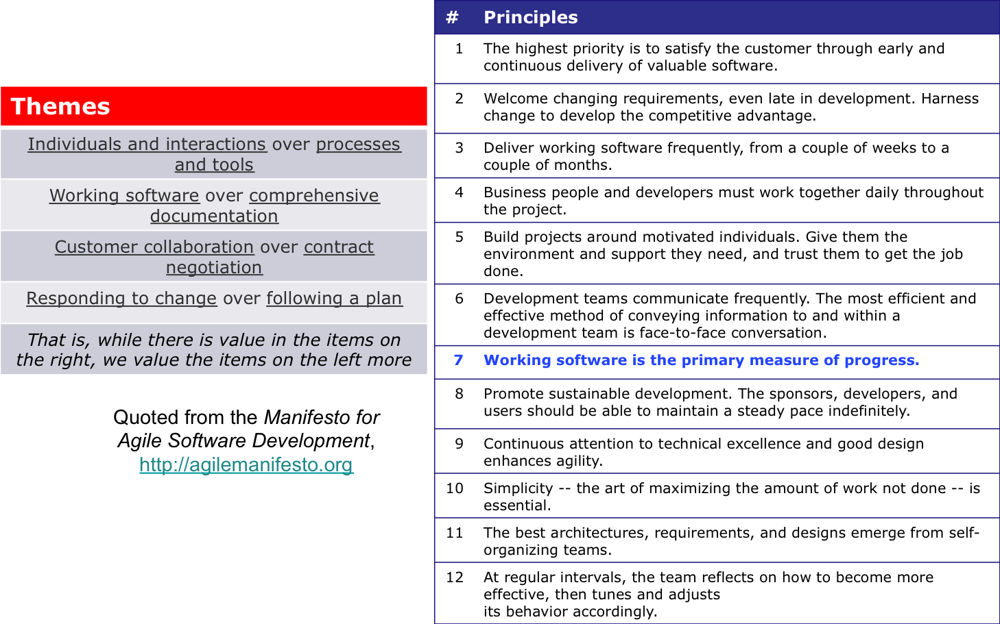 Themes
Individuals and interactions over processes
and tools
Working software over comprehensive
documentation
Customer collaboration over contract
negotiation
Responding to change over following a plan
That is, while there is value in the items on
the right, we value the items on the left more
Quoted from the Manifesto for
Agile Software Development,
http://agilemanifesto.org
# Principles
1 The highest priority is to satisfy the customer through early and
continuous delivery of valuable software.
2 Welcome changing requirements, even late in development. Harness
change to develop the competitive advantage.
3 Deliver working software frequently, from a couple of weeks to a
couple of months.
4 Business people and developers must work together daily throughout
the project.
5 Build projects around motivated individuals. Give them the
environment and support they need, and trust them to get the job
done.
6 Development teams communicate frequently. The most efficient and
effective method of conveying information to and within a
development team is face-to-face conversation.
7 Working software is the primary measure of progress.
8 Promote sustainable development. The sponsors, developers, and
users should be able to maintain a steady pace indefinitely.
9 Continuous attention to technical excellence and good design
enhances agility.
10 Simplicity -- the art of maximizing the amount of work not done -- is
essential.
11 The best architectures, requirements, and designs emerge from self-
organizing teams.
12 At regular intervals, the team reflects on how to become more
effective, then tunes and adjusts
its behavior accordingly.